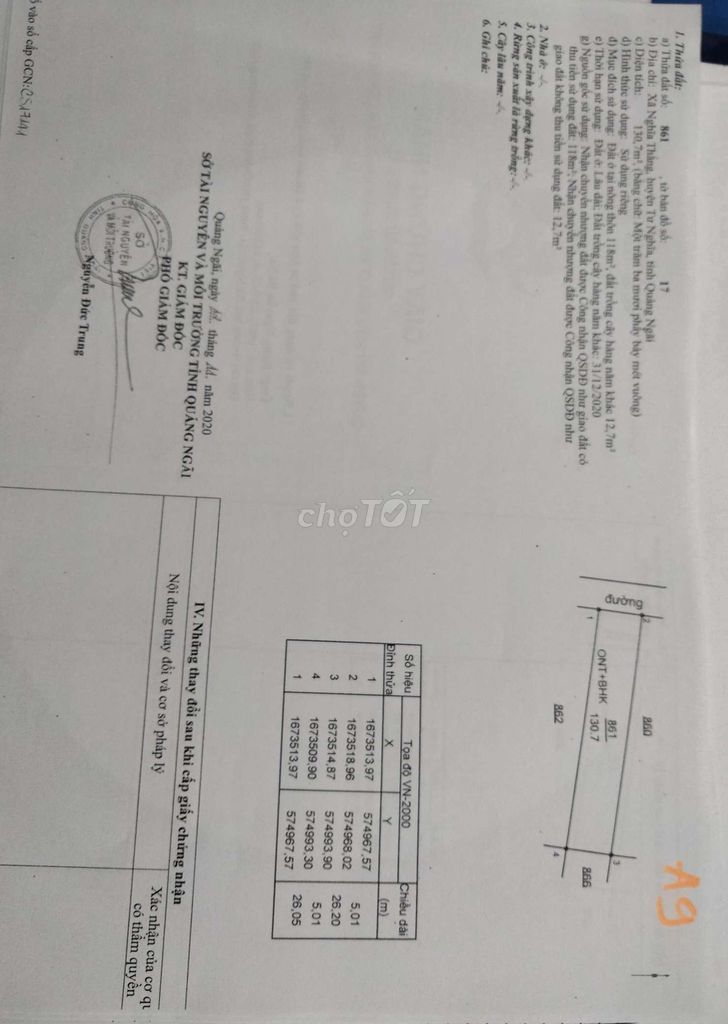 1. Thửa đất:
a) Thửa đất số: 861 , tờ bản đồ số: 17
b) Địa chỉ: Xã Nghĩa Thắng, huyện Tư Nghĩa, tỉnh Quảng Ngãi
c) Diện tích: 130,7m², (bằng chữ: Một trăm ba mươi phẩy bảy mét vuông)
d) Hình thức sử dụng: Sử dụng riêng
đ) Mục đích sử dụng: Đất ở tại nông thôn 118m², đất trồng cây hàng năm khác 12,7m²
e) Thời hạn sử dụng: Đất ở: Lâu dài; Đất trồng cây hàng năm khác: 31/12/2020
g) Nguồn gốc sử dụng: Nhận chuyển nhượng đất được Công nhận QSDĐ như giao đất có
thu tiền sử dụng đất: 118m²; Nhận chuyển nhượng đất được Công nhận QSDĐ như
giao đất không thu tiền sử dụng đất: 12,7m²
2. Nhà ở: -/-
3. Công trình xây dựng khác: -/-
4. Rừng sản xuất là rừng trồng: -/-
5. Cây lâu năm: -/-
6. Ghi chú:
Quảng Ngãi, ngày tháng 11 năm 2020
SỞ TÀI NGUYÊN VÀ MÔI TRƯỜNG TỈNH QUẢNG NGÃI
KT. GIÁM ĐỐC
PHÓ GIÁM ĐỐC
SỞ
TÀI NGUYÊN
VÀ MÔI TRƯỜNG
Nguyễn Đức Trung
vào sổ cấp GCN: CS17141
A9
đường
2
860
3
861
ONT+BHK
130.7
1
862
4
866
Số hiệu Tọa độ VN-2000 Chiều dài
Đỉnh thửa X Y (m)
1 1673513,97 574967,57
5,01
2 1673518,96 574968,02
26,20
3 1673514,87 574993,90
5,01
4 1673509,90 574993,30
26,05
1 1673513,97 574967,57
IV. Những thay đổi sau khi cấp giấy chứng nhận
Nội dung thay đổi và cơ sở pháp lý
Xác nhận của cơ qu
có thẩm quyền
chợTỐT